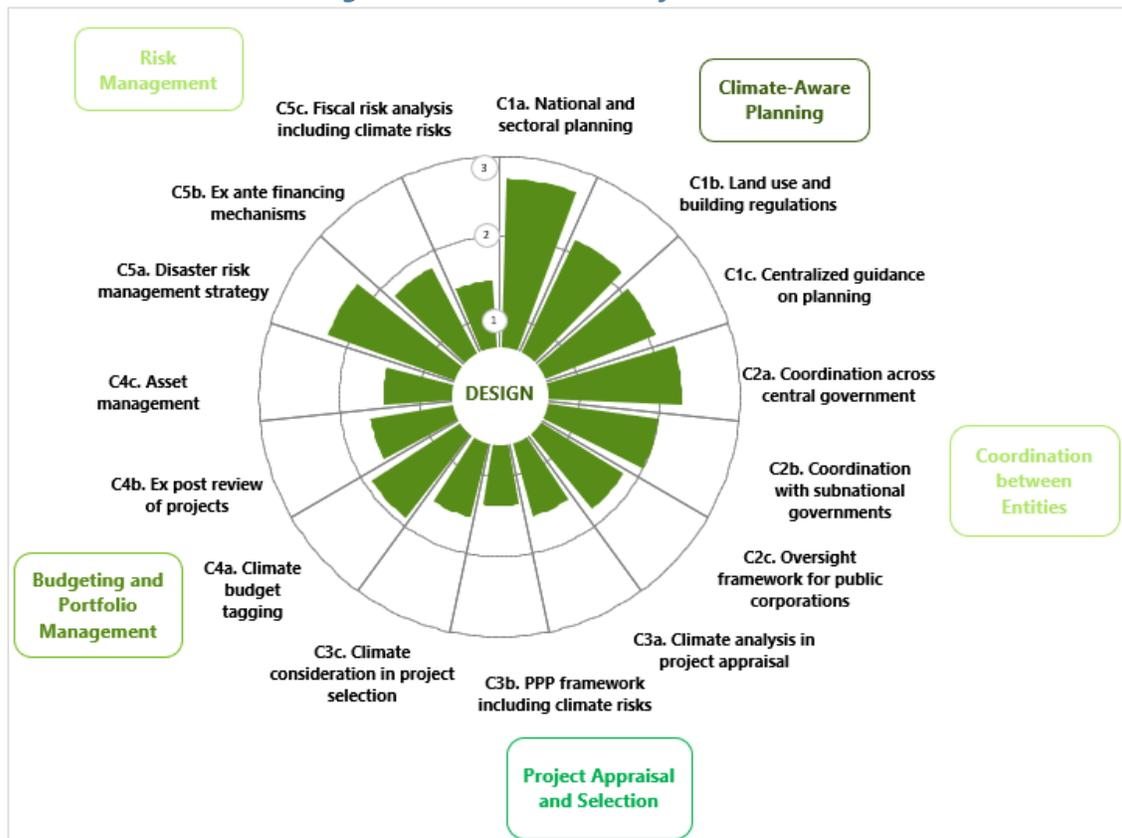 Risk
Management
Climate-Aware
Planning
C5c. Fiscal risk analysis
including climate risks
C1a. National and
sectoral planning
C5b. Ex ante financing
mechanisms
C1b. Land use and
building regulations
C5a. Disaster risk
management strategy
C1c. Centralized guidance
on planning
3
2
1
DESIGN
C4c. Asset
management
C2a. Coordination across
central government
C4b. Ex post review
of projects
C2b. Coordination
with subnational
governments
Coordination
between
Entities
C4a. Climate
budget
tagging
C2c. Oversight
framework for public
corporations
Budgeting and
Portfolio
Management
C3c. Climate
consideration in project
selection
C3b. PPP framework
including climate risks
C3a. Climate analysis in
project appraisal
Project Appraisal
and Selection